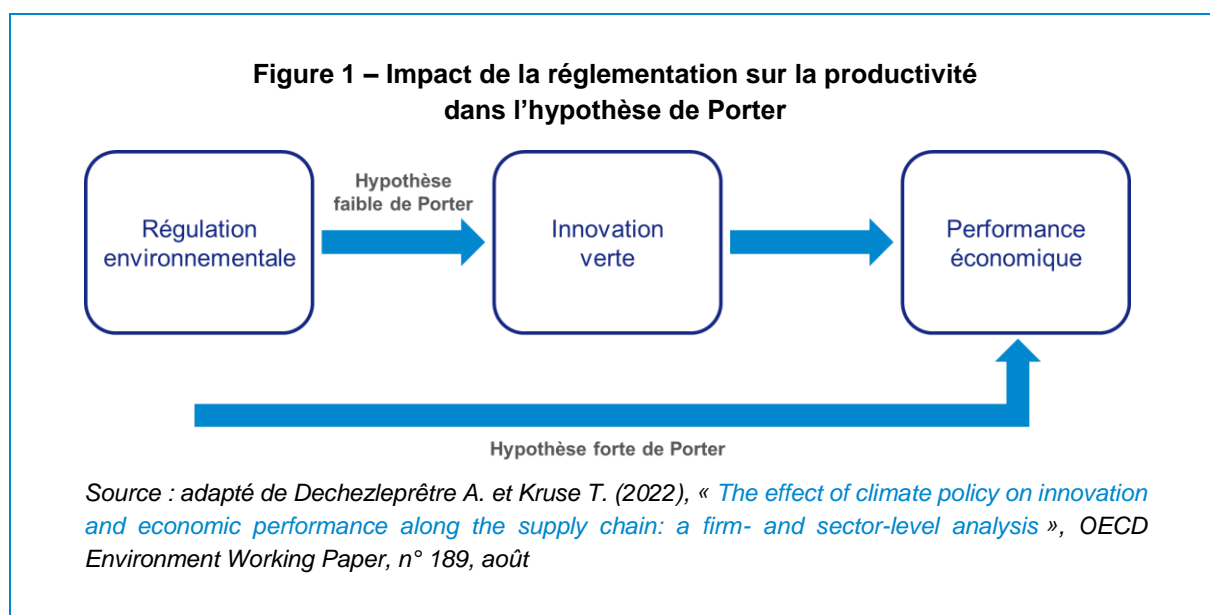 Figure 1 – Impact de la réglementation sur la productivité
dans l'hypothèse de Porter
Hypothèse
faible de Porter
Régulation
environnementale
Innovation
verte
Performance
économique
Hypothèse forte de Porter
Source : adapté de Dechezleprêtre A. et Kruse T. (2022), « The effect of climate policy on innovation
and economic performance along the supply chain: a firm- and sector-level analysis », OECD
Environment Working Paper, n° 189, août